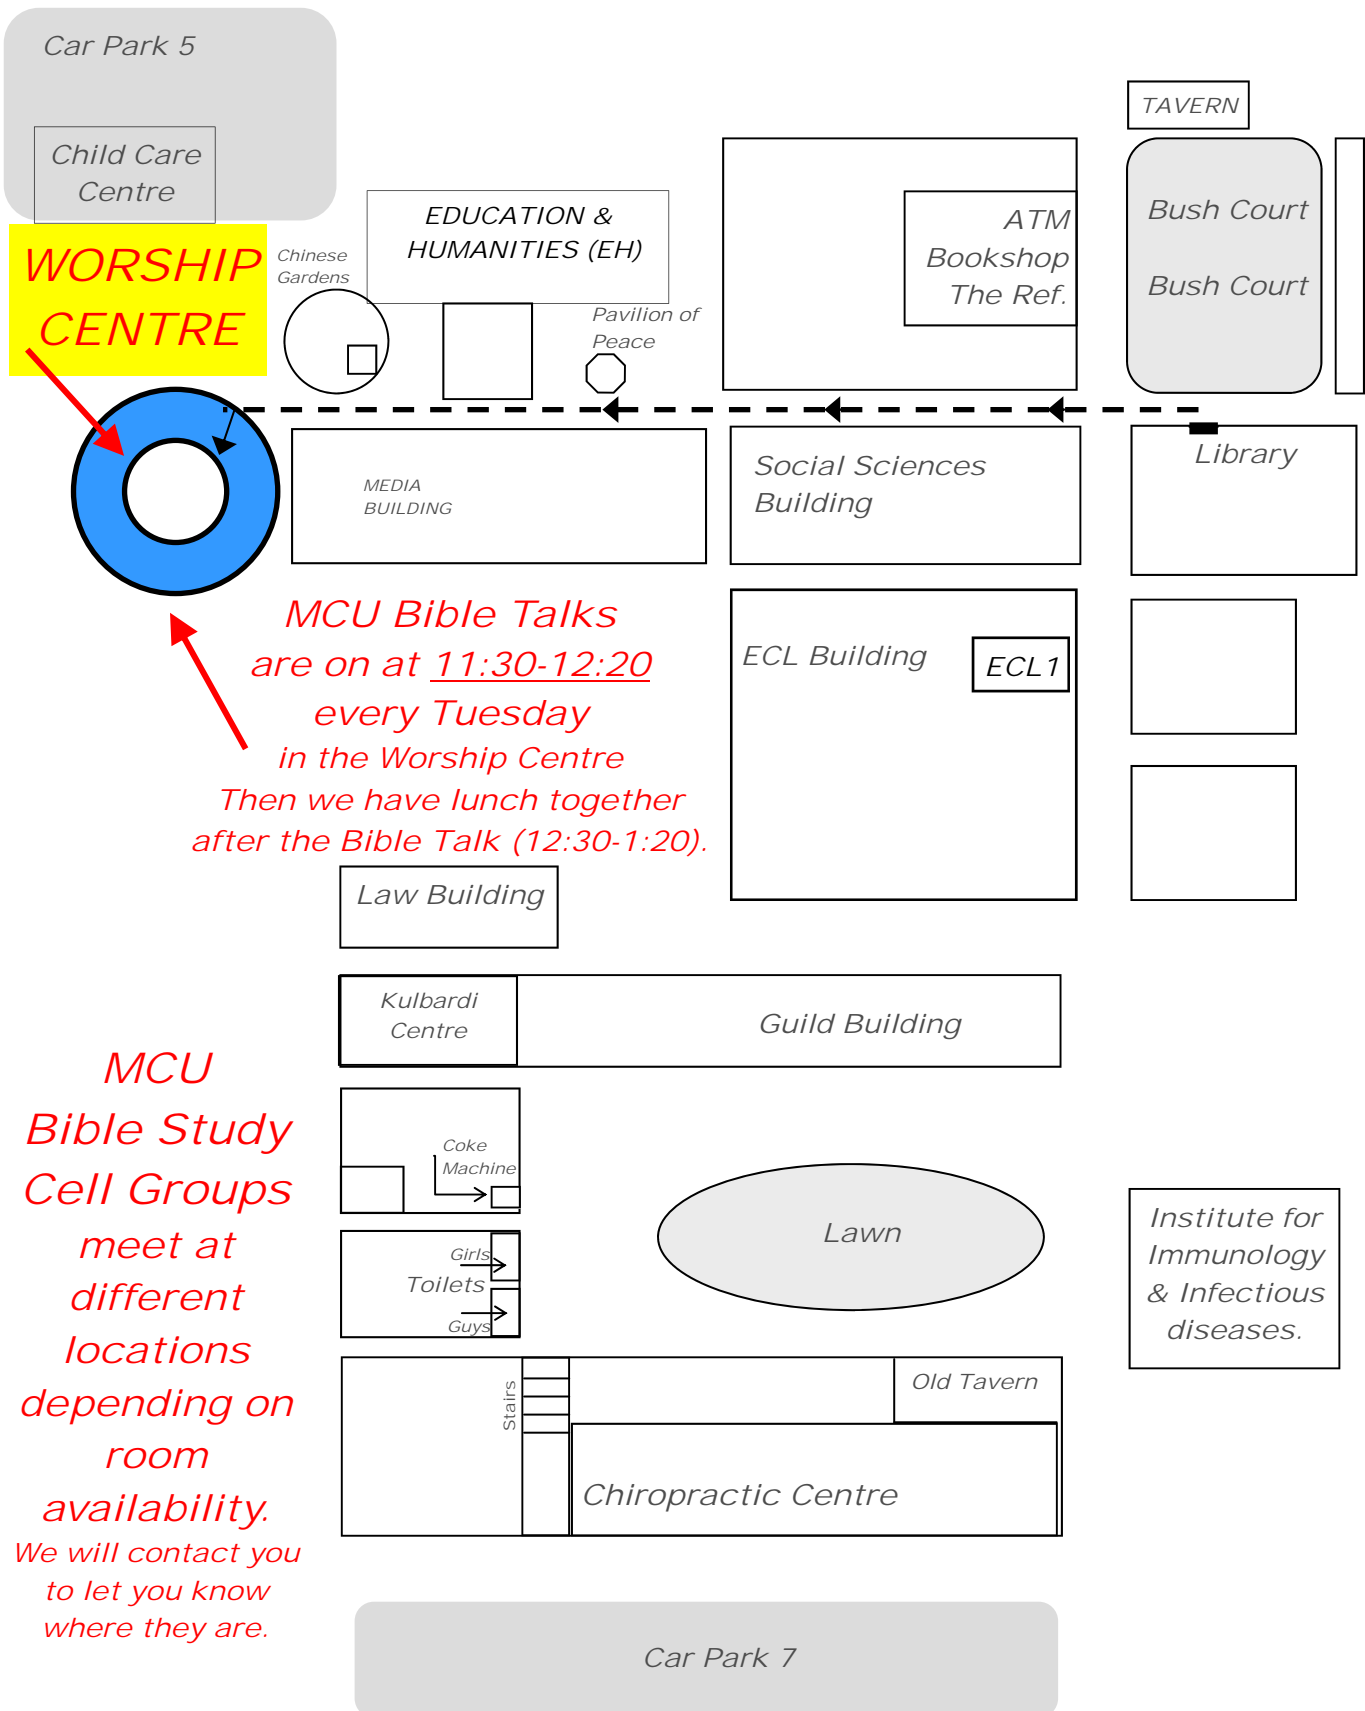 Car Park 5
Child Care
Centre
WORSHIP
CENTRE
Chinese
Gardens
EDUCATION &
HUMANITIES (EH)
Pavilion of
Peace
ATM
Bookshop
The Ref.
TAVERN
Bush Court
Bush Court
MEDIA
BUILDING
Social Sciences
Building
Library
MCU Bible Talks
are on at 11:30-12:20
every Tuesday
in the Worship Centre
Then we have lunch together
after the Bible Talk (12:30-1:20).
ECL Building
ECL1
Law Building
Kulbardi
Centre
Guild Building
MCU
Bible Study
Cell Groups
meet at
different
locations
depending on
room
availability.
We will contact you
to let you know
where they are.
Coke
Machine
Girls
Toilets
Guys
Lawn
Institute for
Immunology
& Infectious
diseases.
Stairs
Old Tavern
Chiropractic Centre
Car Park 7